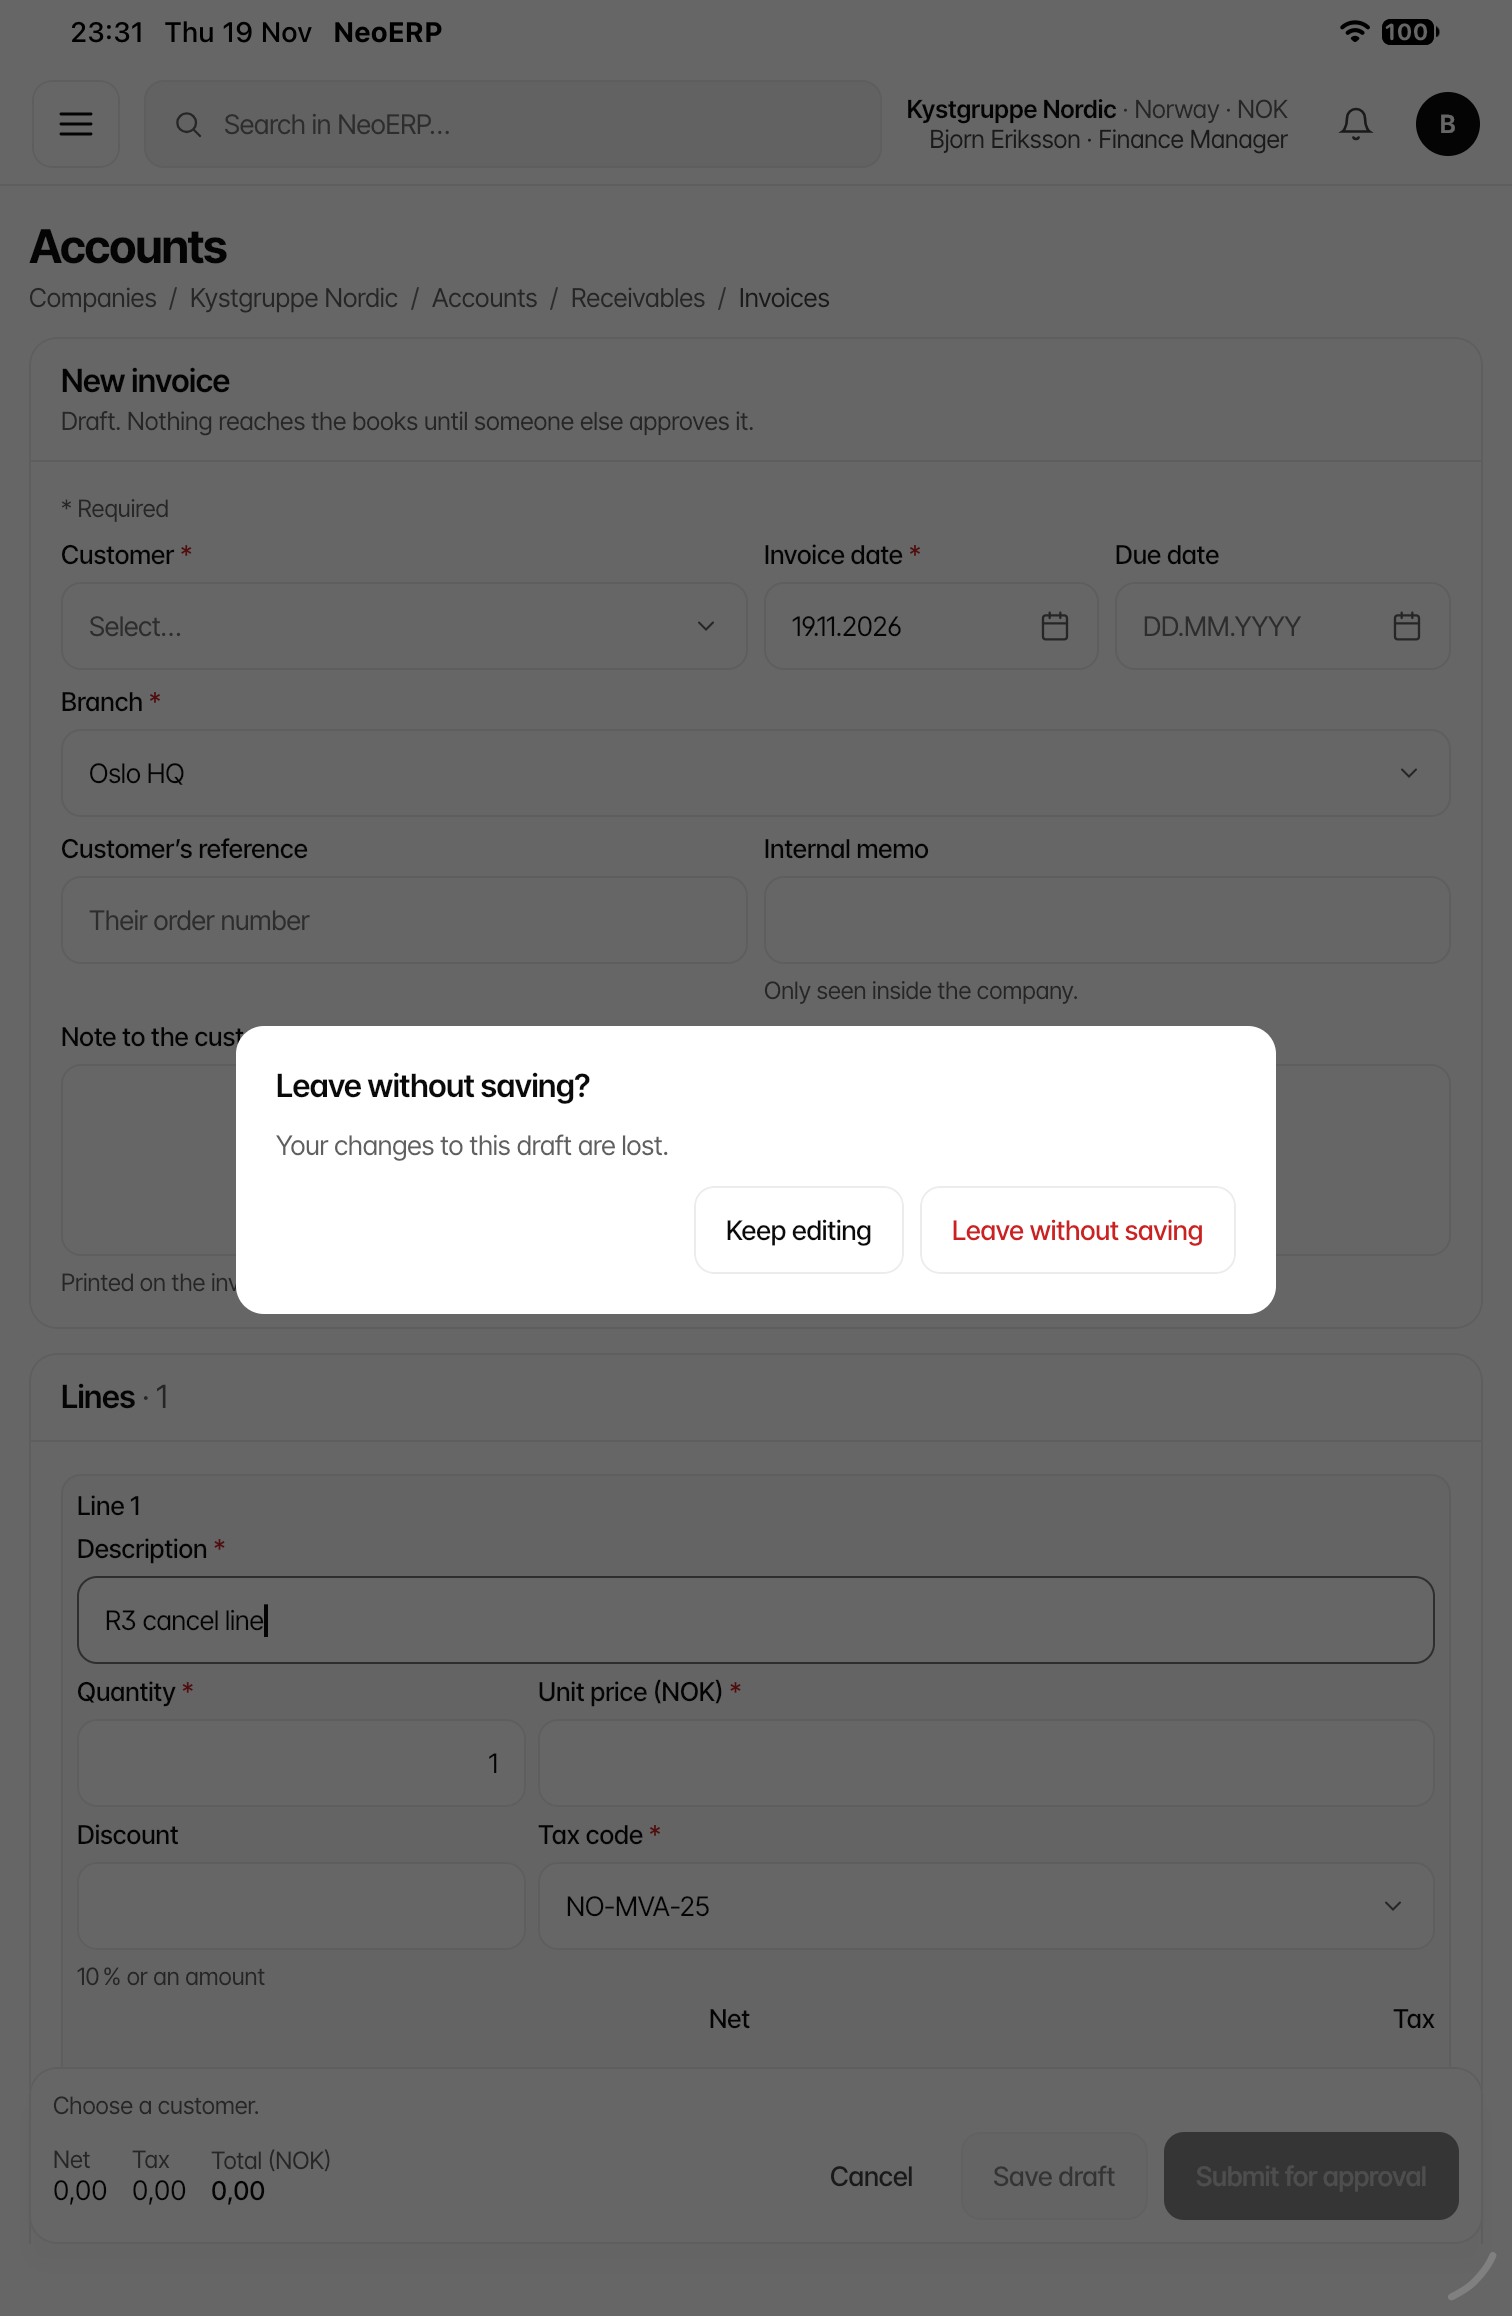 23:31 Thu 19 Nov NeoERP
100
Search in NeoERP...
Kystgruppe Nordic · Norway · NOK
Bjorn Eriksson · Finance Manager
B
Accounts
Companies / Kystgruppe Nordic / Accounts / Receivables / Invoices
New invoice
Draft. Nothing reaches the books until someone else approves it.
* Required
Customer * Invoice date * Due date
Select... 19.11.2026 DD.MM.YYYY
Branch *
Oslo HQ
Customer’s reference Internal memo
Their order number
Only seen inside the company.
Note to the cust
Leave without saving?
Your changes to this draft are lost.
Keep editing Leave without saving
Printed on the inv
Lines · 1
Line 1
Description *
R3 cancel line
Quantity * Unit price (NOK) *
1
Discount Tax code *
NO-MVA-25
10 % or an amount
Net Tax
Choose a customer.
Net Tax Total (NOK)
0,00 0,00 0,00
Cancel Save draft Submit for approval